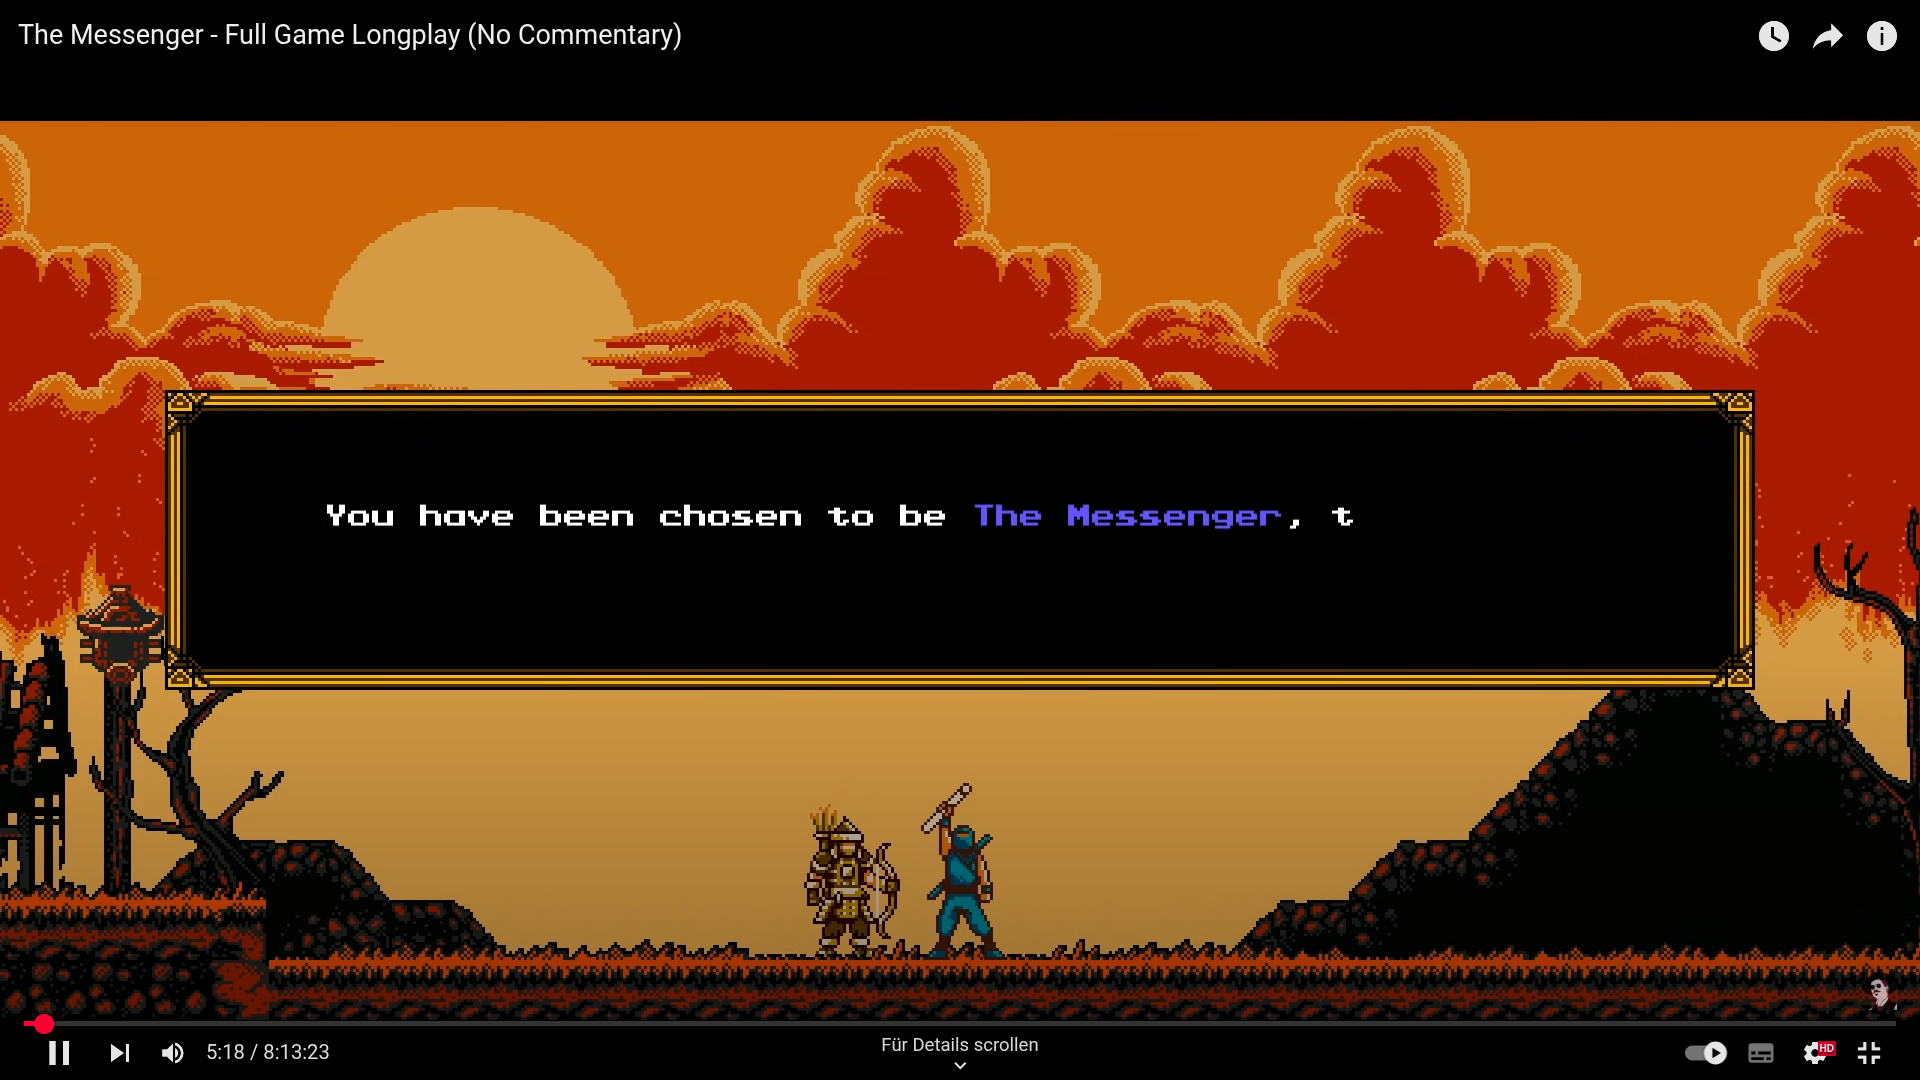 The Messenger - Full Game Longplay (No Commentary)
You have been chosen to be The Messenger, t
5:18 / 8:13:23
Für Details scrollen
HD